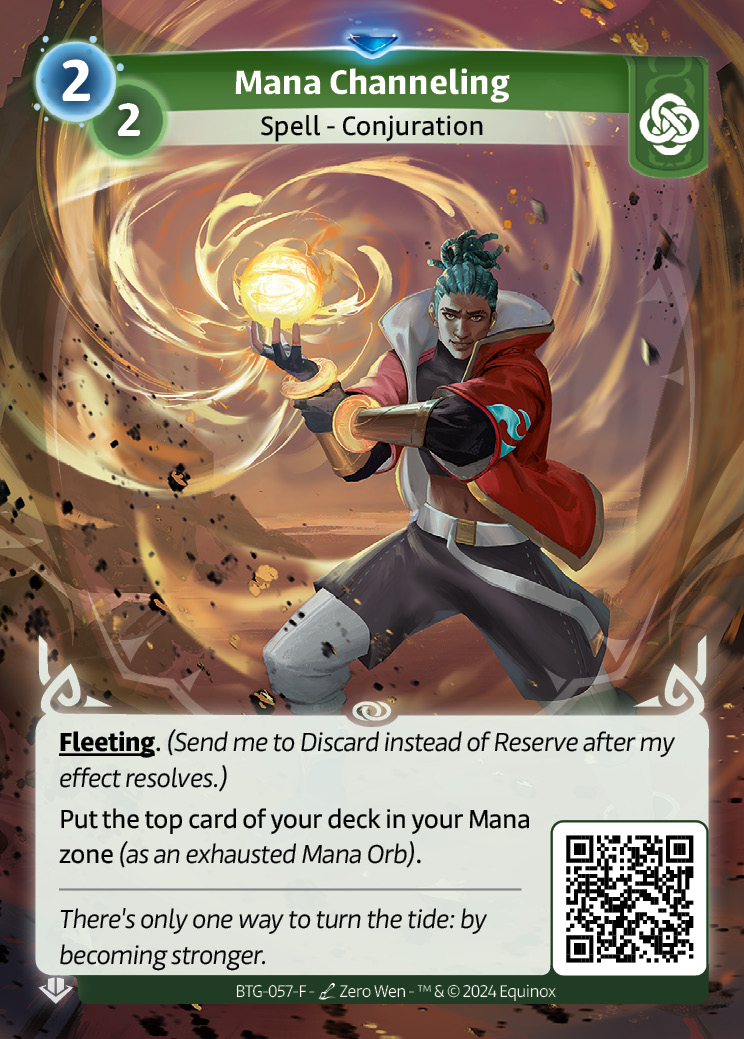 2
2
Mana Channeling
Spell - Conjuration
Fleeting. (Send me to Discard instead of Reserve after my
effect resolves.)
Put the top card of your deck in your Mana
zone (as an exhausted Mana Orb).
There's only one way to turn the tide: by
becoming stronger.
BTG-057-F - Zero Wen - ™ & © 2024 Equinox